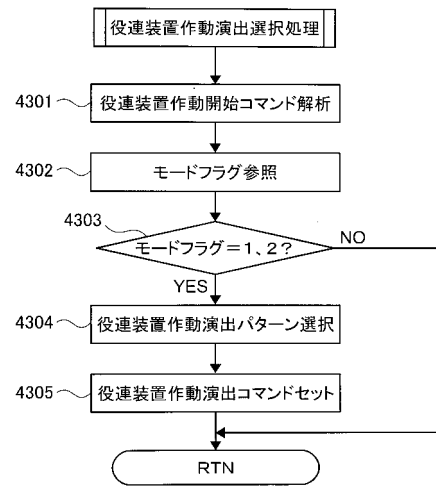 役連装置作動演出選択処理
4301
役連装置作動開始コマンド解析
4302
モードフラグ参照
4303
モードフラグ＝1、2？
NO
YES
4304
役連装置作動演出パターン選択
4305
役連装置作動演出コマンドセット
RTN